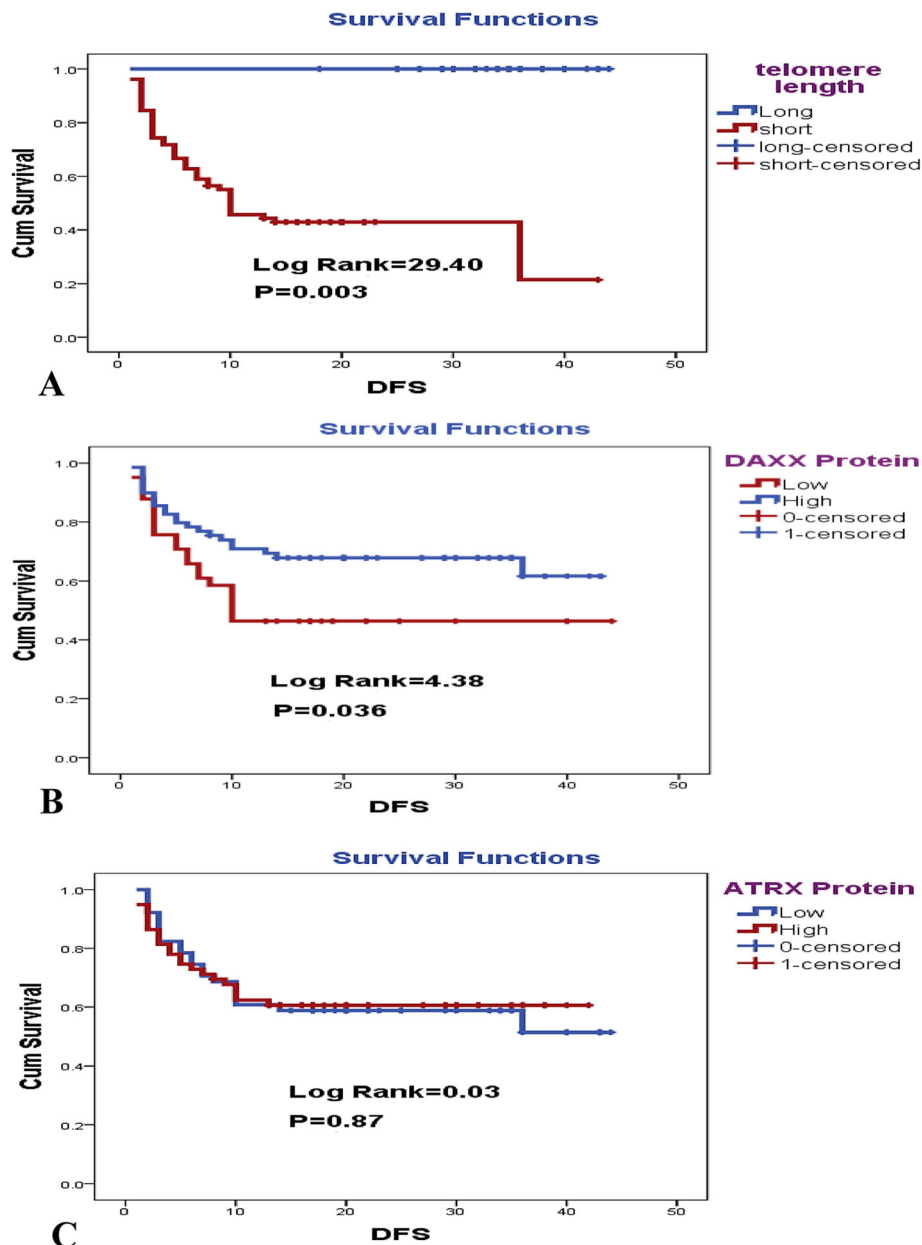 A
Survival Functions
1.0
0.8
0.6
0.4
0.2
0.0
Cum Survival
Log Rank=29.40
P=0.003
0 10 20 30 40 50
DFS
telomere
length
Long
short
long-censored
short-censored
Survival Functions
1.0
0.8
0.6
0.4
0.2
0.0
Cum Survival
Log Rank=4.38
P=0.036
0 10 20 30 40 50
DFS
DAXX Protein
Low
High
0-censored
1-censored
B
Survival Functions
1.0
0.8
0.6
0.4
0.2
0.0
Cum Survival
Log Rank=0.03
P=0.87
0 10 20 30 40 50
DFS
ATRX Protein
Low
High
0-censored
1-censored
C